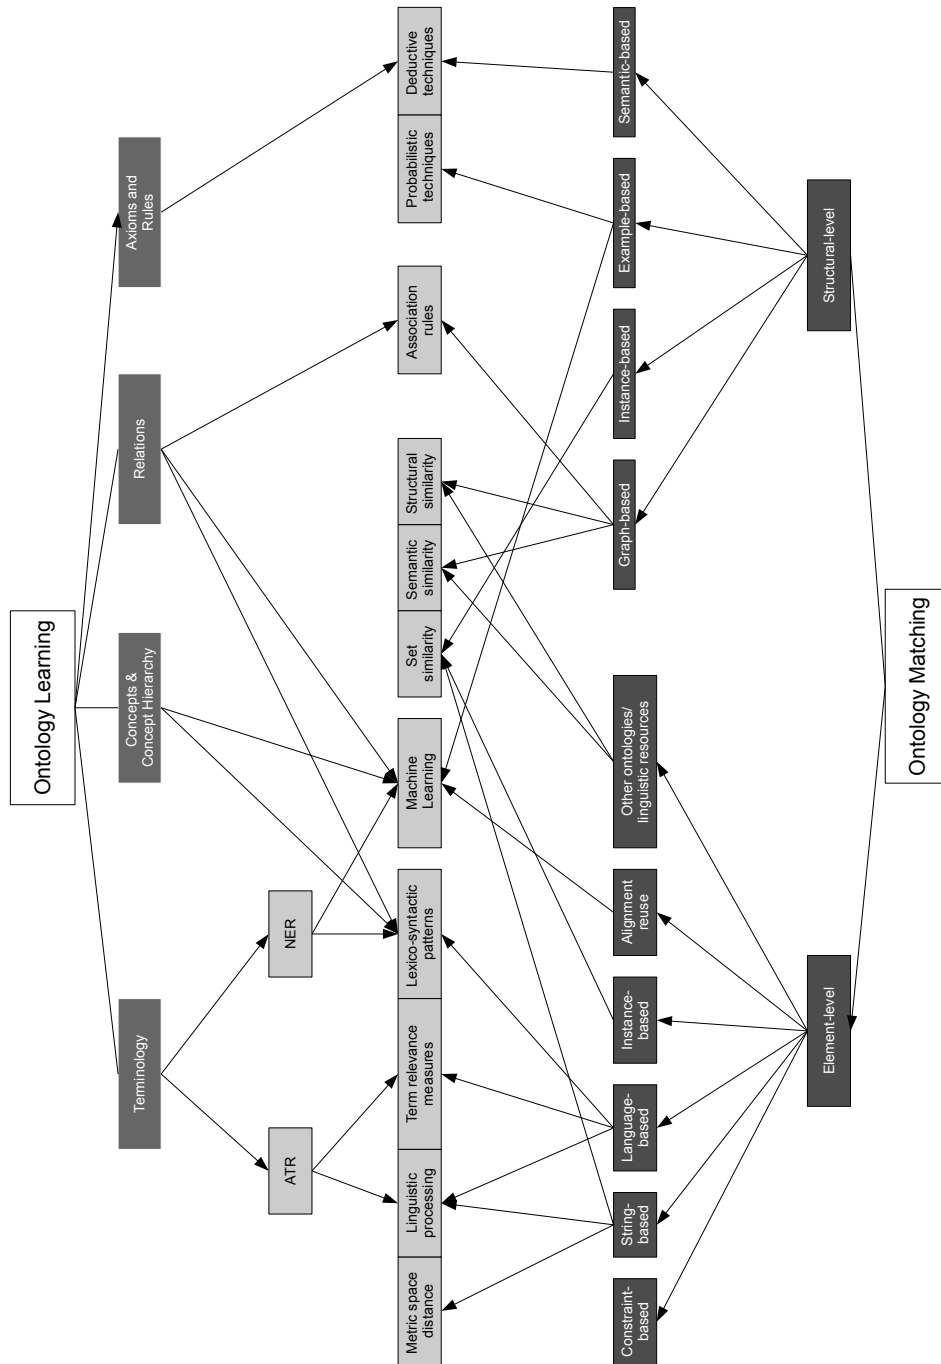 Ontology Learning
Terminology
Concepts &
Concept Hierarchy
Relations
Axioms and
Rules
ATR
NER
Metric space
distance
Linguistic
processing
Term relevance
measures
Lexico-syntactic
patterns
Machine
Learning
Set
similarity
Semantic
similarity
Structural
similarity
Association
rules
Probabilistic
techniques
Deductive
techniques
Constraint-
based
String-
based
Language-
based
Instance-
based
Alignment
reuse
Other ontologies/
linguistic resources
Graph-based
Instance-based
Example-based
Semantic-based
Element-level
Structural-level
Ontology Matching